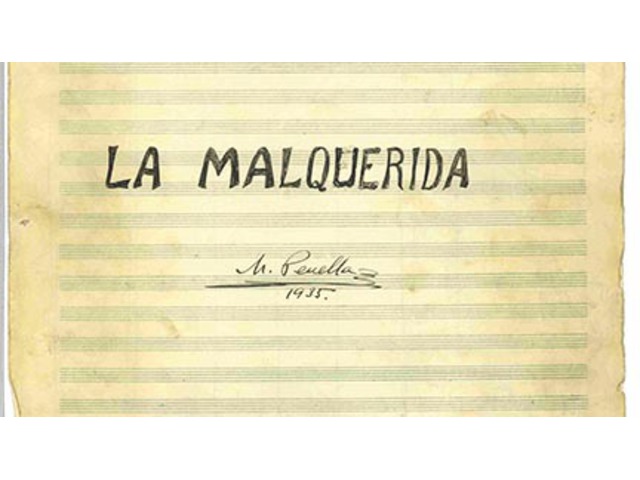 LA MALQUERIDA
M. Penella
1935.